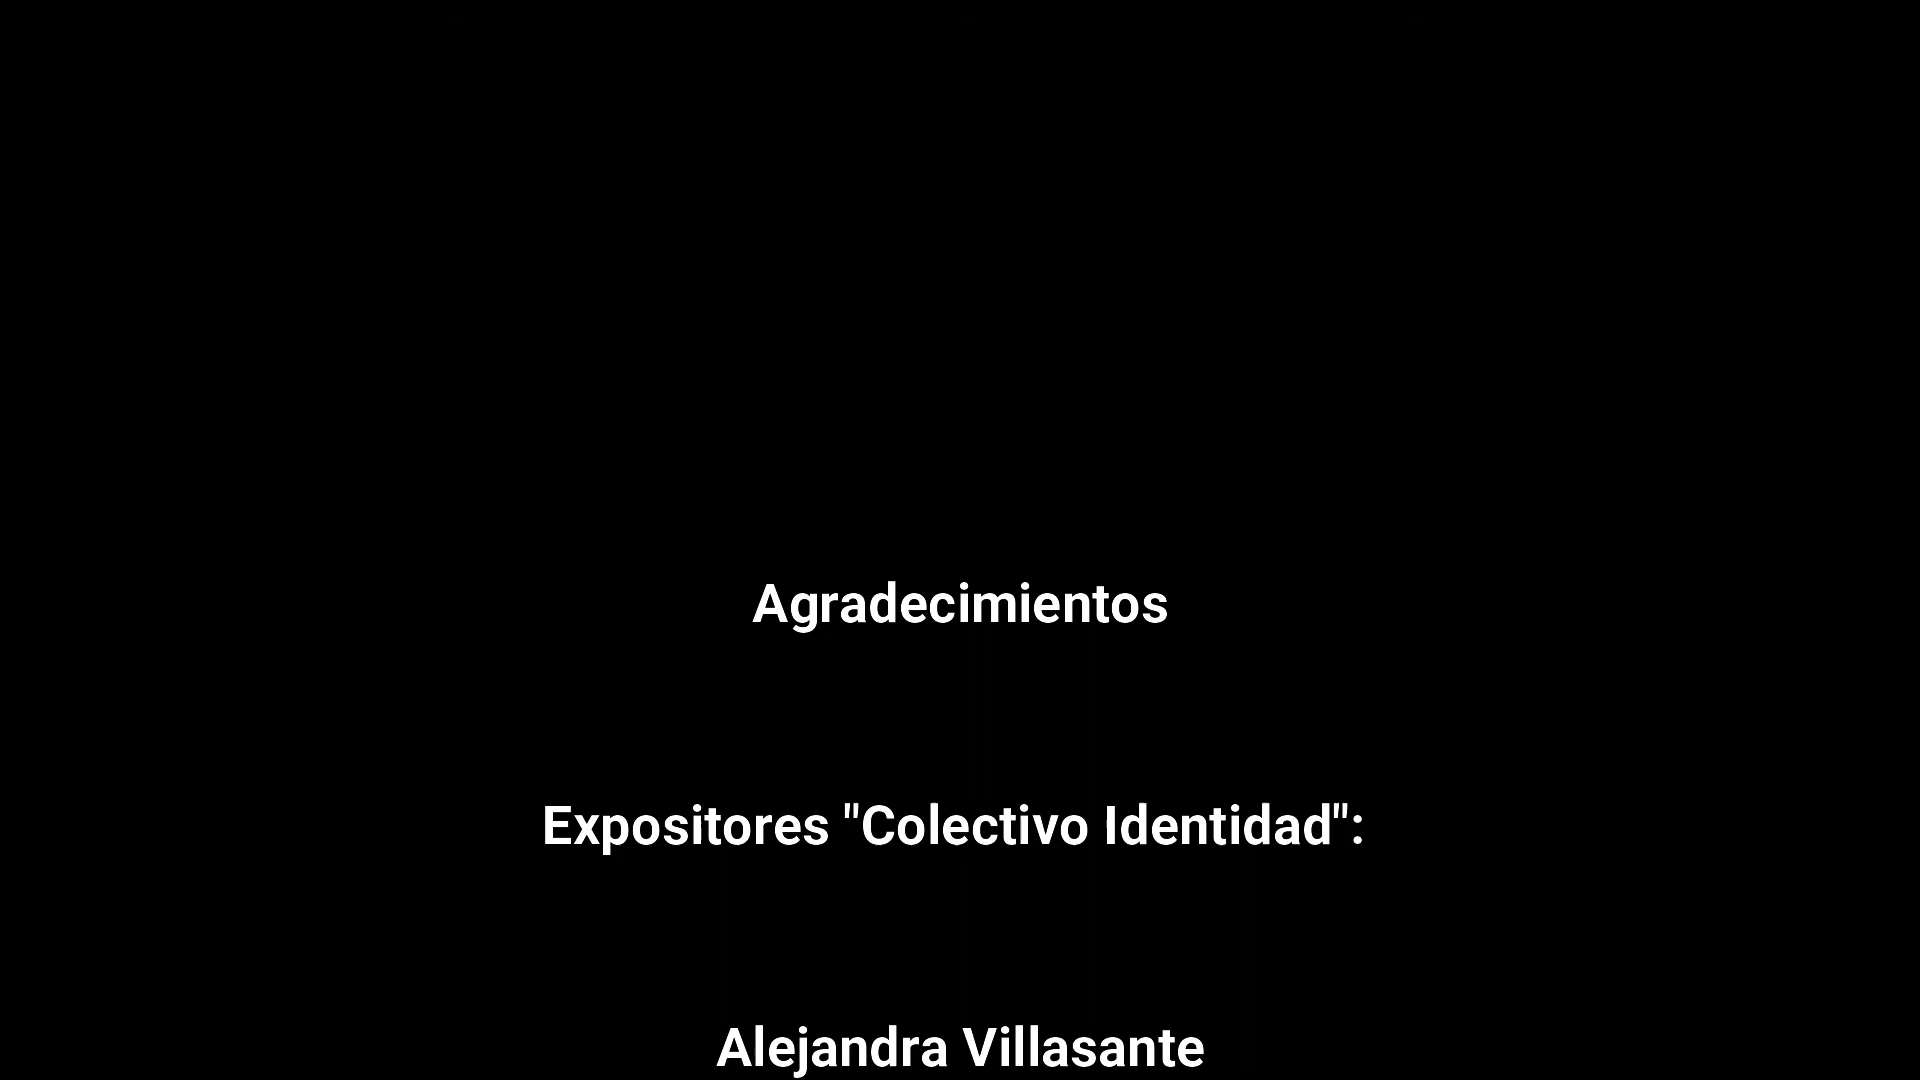 Agradecimientos
Expositores "Colectivo Identidad":
Alejandra Villasante